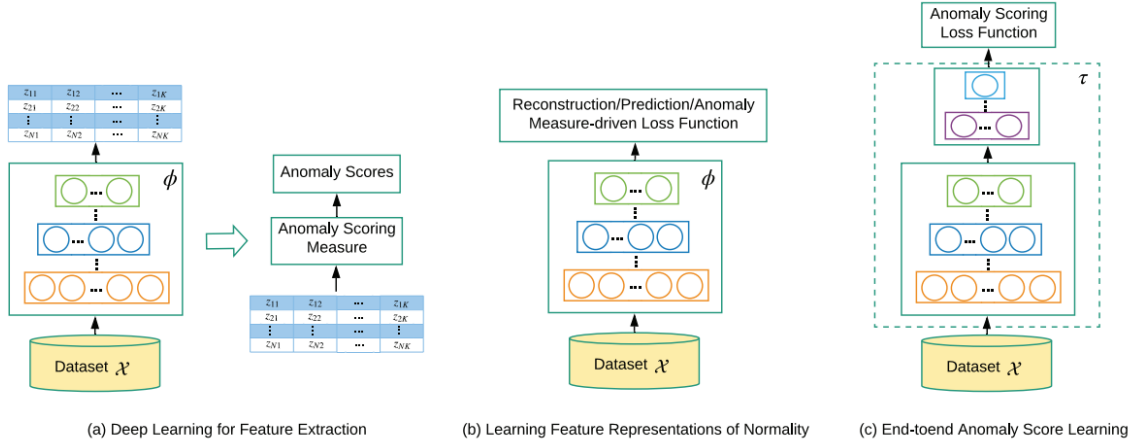 z11 z12 ... z1K
z21 z22 ... z2K
zN1 zN2 ... zNK
ϕ
... 
...
...
Dataset 𝒳
Anomaly Scores
Anomaly Scoring
Measure
z11 z12 ... z1K
z21 z22 ... z2K
zN1 zN2 ... zNK
(a) Deep Learning for Feature Extraction
Reconstruction/Prediction/Anomaly
Measure-driven Loss Function
ϕ
...
...
...
Dataset 𝒳
(b) Learning Feature Representations of Normality
Anomaly Scoring
Loss Function
τ
...
...
...
...
Dataset 𝒳
(c) End-toend Anomaly Score Learning